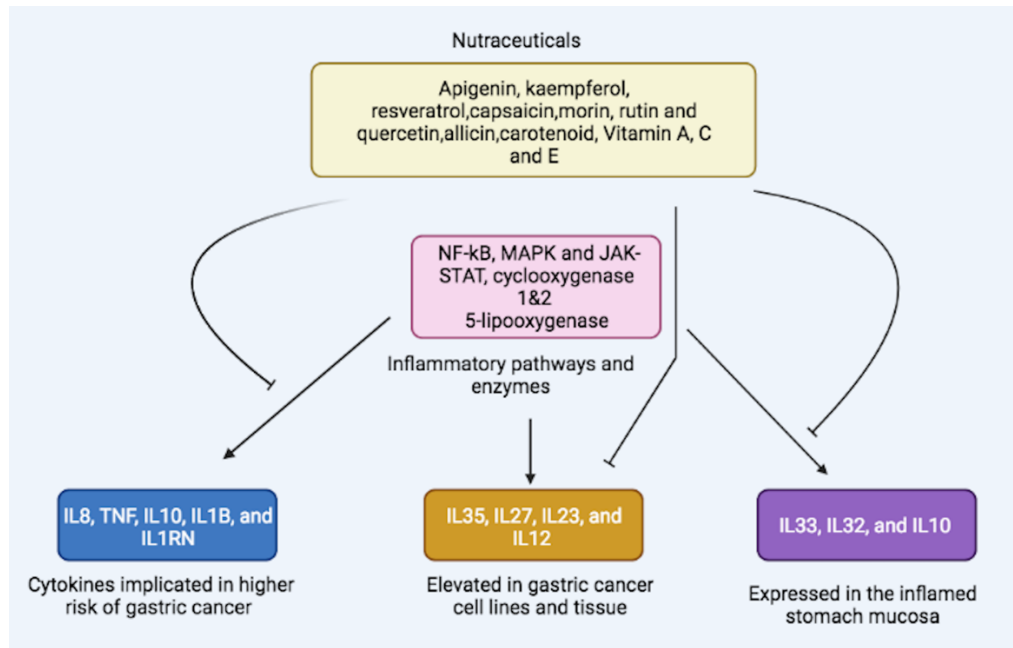 Nutraceuticals
Apigenin, kaempferol,
resveratrol,capsaicin,morin, rutin and
quercetin,allicin,carotenoid, Vitamin A, C
and E
NF-kB, MAPK and JAK-
STAT, cyclooxygenase
1&2
5-lipooxygenase
Inflammatory pathways and
enzymes
IL8, TNF, IL10, IL1B, and
IL1RN
Cytokines implicated in higher
risk of gastric cancer
IL35, IL27, IL23, and
IL12
Elevated in gastric cancer
cell lines and tissue
IL33, IL32, and IL10
Expressed in the inflamed
stomach mucosa